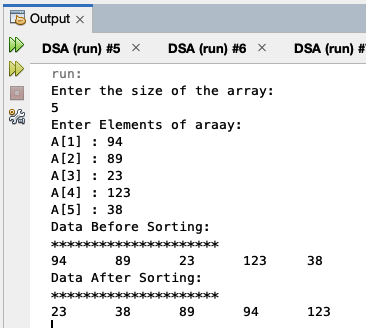 Output ×
DSA (run) #5 × DSA (run) #6 × DSA (run) #
run:
Enter the size of the array:
5
Enter Elements of araay:
A[1] : 94
A[2] : 89
A[3] : 23
A[4] : 123
A[5] : 38
Data Before Sorting:
*********************
94 89 23 123 38
Data After Sorting:
*********************
23 38 89 94 123